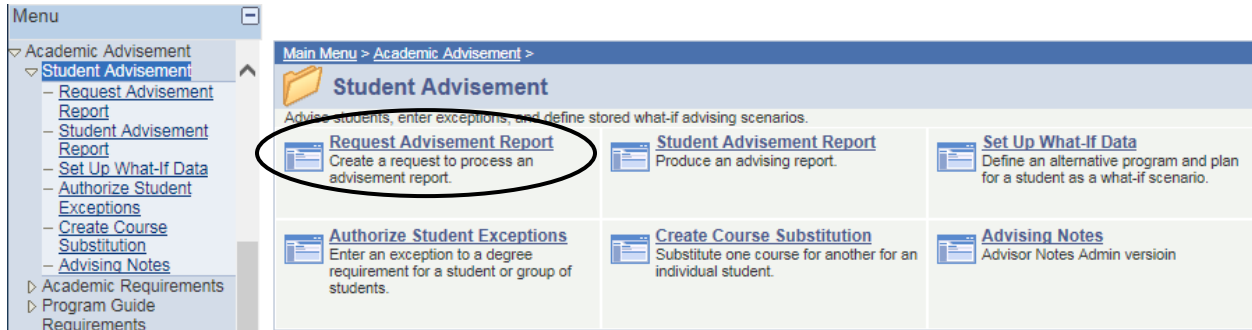 Menu
Academic Advisement
Student Advisement
– Request Advisement
Report
– Student Advisement
Report
– Set Up What-If Data
– Authorize Student
Exceptions
– Create Course
Substitution
– Advising Notes
Academic Requirements
Program Guide
Requirements
Main Menu > Academic Advisement >
Student Advisement
Advise students, enter exceptions, and define stored what-if advising scenarios.
Request Advisement Report
Create a request to process an
advisement report.
Student Advisement Report
Produce an advising report.
Set Up What-If Data
Define an alternative program and plan
for a student as a what-if scenario.
Authorize Student Exceptions
Enter an exception to a degree
requirement for a student or group of
students.
Create Course Substitution
Substitute one course for another for an
individual student.
Advising Notes
Advisor Notes Admin versioin